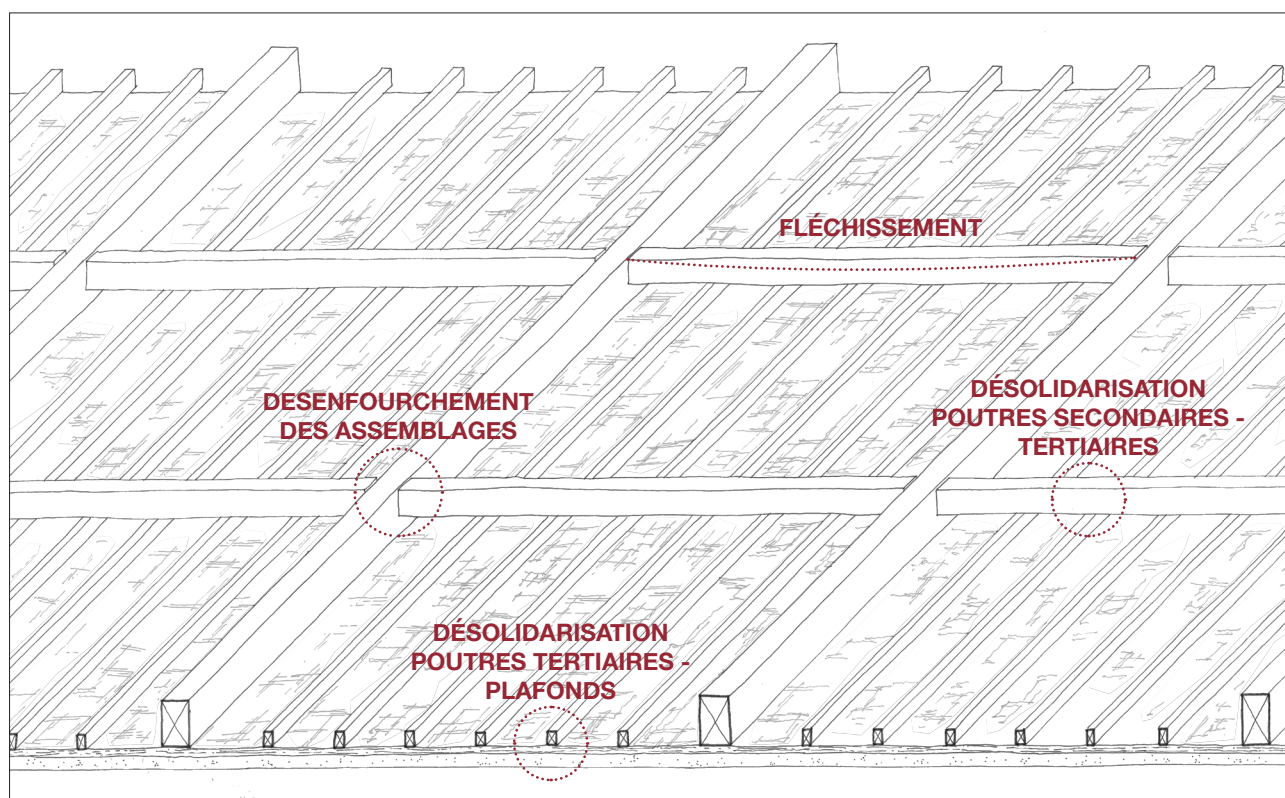 FLÉCHISSEMENT
DESENFOURCHEMENT
DES ASSEMBLAGES
DÉSOLIDARISATION
POUTRES SECONDAIRES -
TERTIAIRES
DÉSOLIDARISATION
POUTRES TERTIAIRES -
PLAFONDS